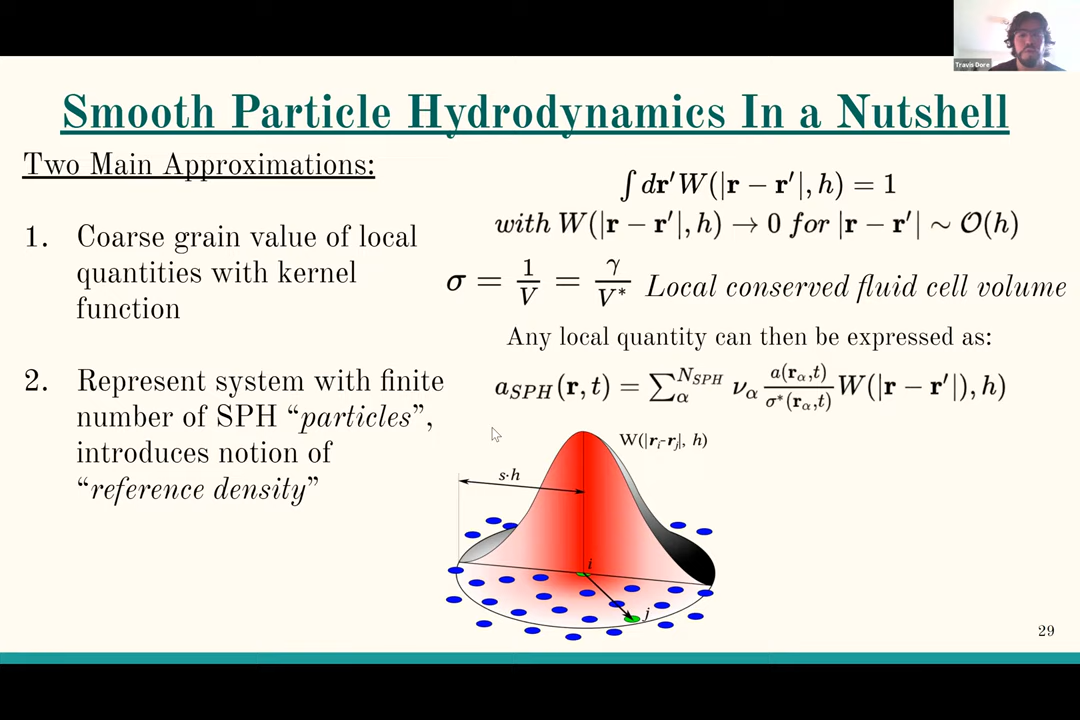 Travis Dore
Smooth Particle Hydrodynamics In a Nutshell
Two Main Approximations:
1. Coarse grain value of local
quantities with kernel
function
2. Represent system with finite
number of SPH “particles”,
introduces notion of
“reference density”
∫ d𝐫′W(|𝐫 − 𝐫′|, h) = 1
with W(|𝐫 − 𝐫′|, h) → 0 for |𝐫 − 𝐫′| ∼ 𝒪(h)
σ = 1/V = γ/V* Local conserved fluid cell volume
Any local quantity can then be expressed as:
a_SPH(𝐫, t) = ∑_α^{N_SPH} ν_α a(𝐫_α,t)/σ*(𝐫_α,t) W(|𝐫 − 𝐫′|), h)
W(|r_i-r_j|, h)
s·h
i
j
29